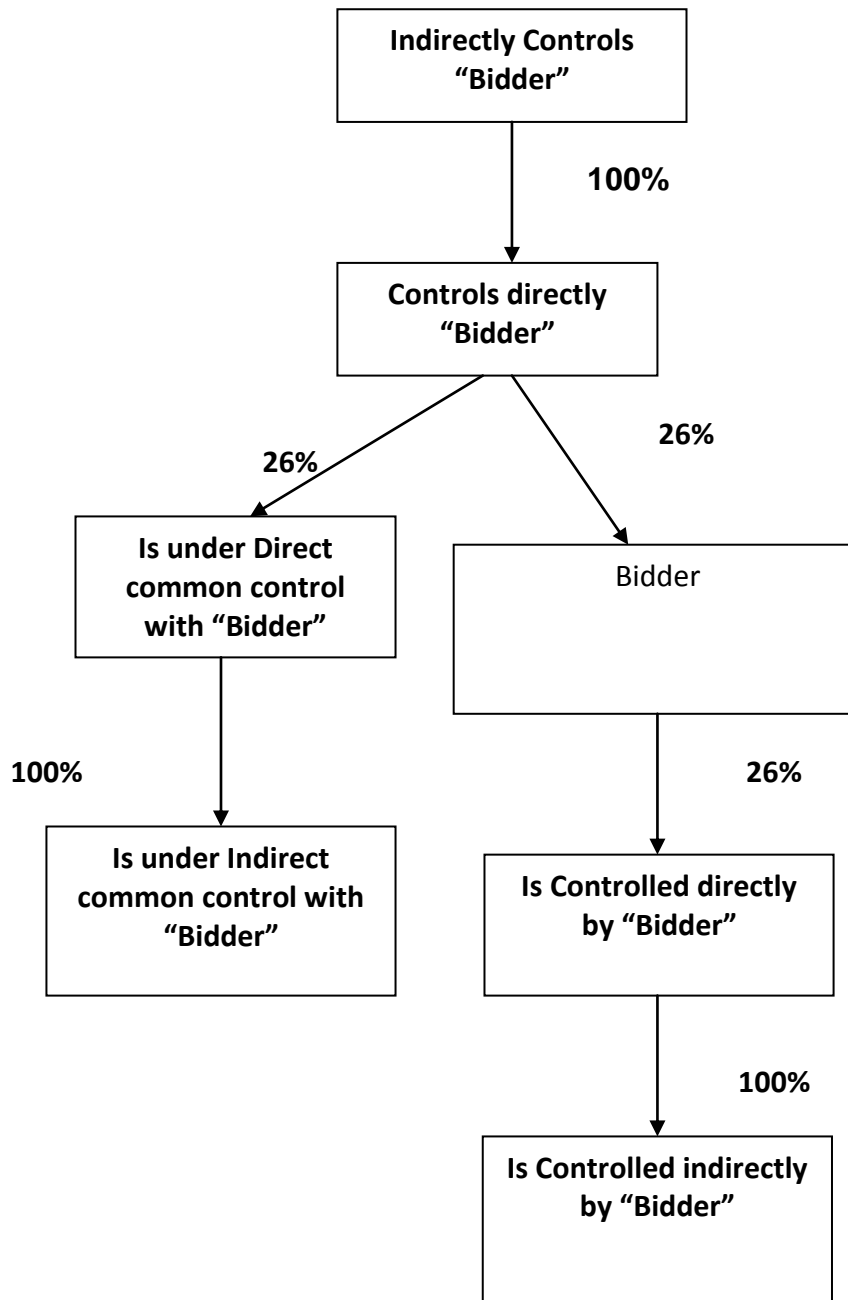 Indirectly Controls
“Bidder”
100%
Controls directly
“Bidder”
26%
26%
Is under Direct
common control
with “Bidder”
Bidder
100%
26%
Is under Indirect
common control with
“Bidder”
Is Controlled directly
by “Bidder”
100%
Is Controlled indirectly
by “Bidder”